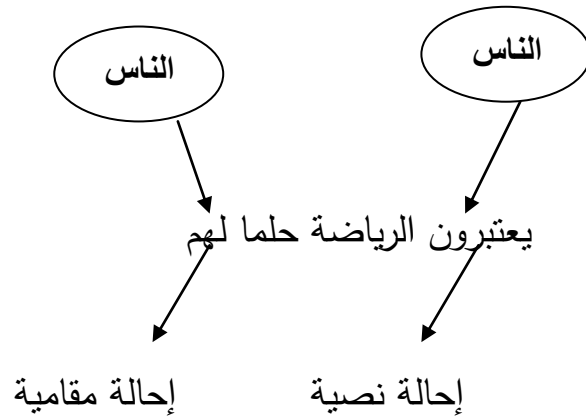 الناس
الناس
يعتبرون الرياضة حلما لهم
إحالة نصية
إحالة مقامية